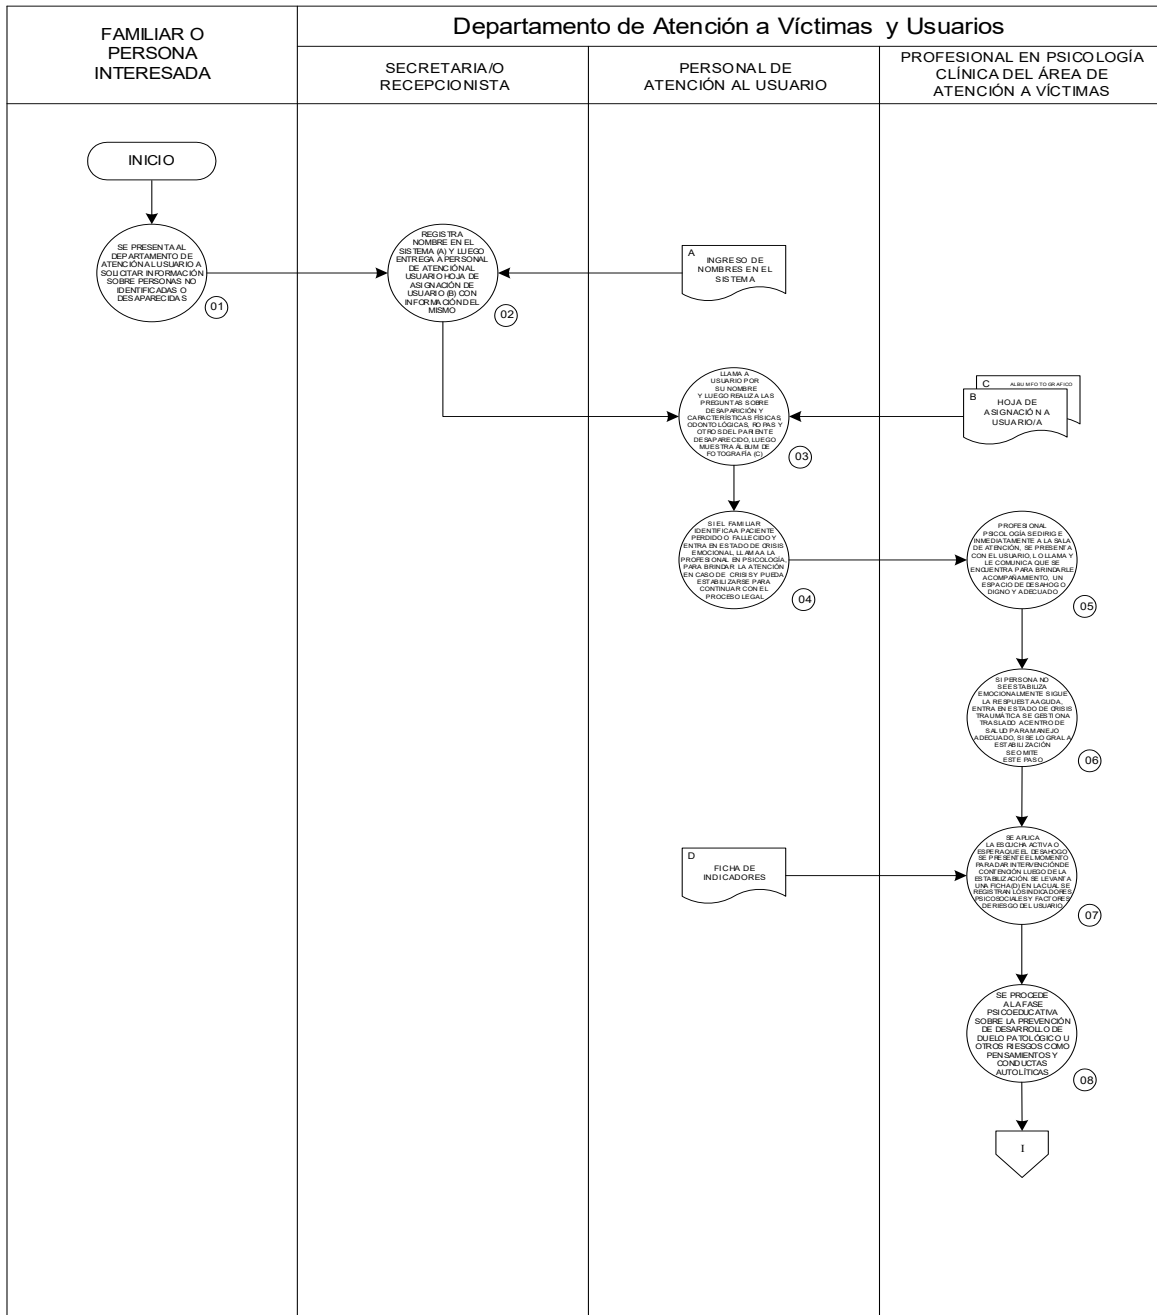 FAMILIAR O
PERSONA
INTERESADA
Departamento de Atención a Víctimas y Usuarios
SECRETARIA/O
RECEPCIONISTA
PERSONAL DE
ATENCIÓN AL USUARIO
PROFESIONAL EN PSICOLOGÍA
CLÍNICA DEL ÁREA DE
ATENCIÓN A VÍCTIMAS
INICIO
SE PRESENTA AL
DEPARTAMENTO DE
ATENCIÓN AL USUARIO A
SOLICITAR INFORMACIÓN
SOBRE PERSONAS NO
IDENTIFICADAS O
DESAPARECIDAS
01
REGISTRA
NOMBRE EN EL
SISTEMA (A) Y LUEGO
ENTREGA A PERSONAL
DE ATENCIÓN AL
USUARIO HOJA DE
ASIGNACIÓN DE
USUARIO (B) CON
INFORMACIÓN DEL
MISMO
02
A
INGRESO DE
NOMBRES EN EL
SISTEMA
LLAMA A
USUARIO POR
SU NOMBRE
Y LUEGO REALIZA LAS
PREGUNTAS SOBRE
DESAPARICIÓN Y
CARACTERÍSTICAS FÍSICAS,
ODONTOLÓGICAS, ROPAS Y
OTROS DEL PARIENTE
DESAPARECIDO, LUEGO
MUESTRA ÁLBUM DE
FOTOGRAFÍA (C)
03
C
ALBUM FOTOGRAFICO
B
HOJA DE
ASIGNACIÓN A
USUARIO/A
SI EL FAMILIAR
IDENTIFICA A PACIENTE
PERDIDO O FALLECIDO Y
ENTRA EN ESTADO DE CRISIS
EMOCIONAL, LLAMA A LA
PROFESIONAL EN PSICOLOGÍA,
PARA BRINDAR LA ATENCIÓN
EN CASO DE CRISIS Y PUEDA
ESTABILIZARSE PARA
CONTINUAR CON EL
PROCESO LEGAL
04
PROFESIONAL
PSICOLOGÍA SE DIRIGE
INMEDIATAMENTE A LA SALA
DE ATENCIÓN, SE PRESENTA
CON EL USUARIO, LO LLAMA Y
LE COMUNICA QUE SE
ENCUENTRA PARA BRINDARLE
ACOMPAÑAMIENTO, UN
ESPACIO DE DESAHOGO
DIGNO Y ADECUADO
05
SI PERSONA NO
SE ESTABILIZA
EMOCIONALMENTE SIGUE
LA RESPUESTA AGUDA,
ENTRA EN ESTADO DE CRISIS
TRAUMÁTICA SE GESTIONA
TRASLADO A CENTRO DE
SALUD PARA MANEJO
ADECUADO, SI SE LOGRA LA
ESTABILIZACIÓN
SE OMITE
ESTE PASO
06
D
FICHA DE
INDICADORES
SE APLICA
LA ESCUCHA ACTIVA O
ESPERA QUE EL DESAHOGO
SE PRESENTE EL MOMENTO
PARA DAR INTERVENCIÓN DE
CONTENCIÓN LUEGO DE LA
ESTABILIZACIÓN. SE LEVANTA
UNA FICHA (D) EN LA CUAL SE
REGISTRAN LOS INDICADORES
PSICOSOCIALES Y FACTORES
DE RIESGO DEL USUARIO
07
SE PROCEDE
A LA FASE
PSICOEDUCATIVA
SOBRE LA PREVENCIÓN
DE DESARROLLO DE
DUELO PATOLÓGICO U
OTROS RIESGOS COMO
PENSAMIENTOS Y
CONDUCTAS
AUTOLÍTICAS
08
I